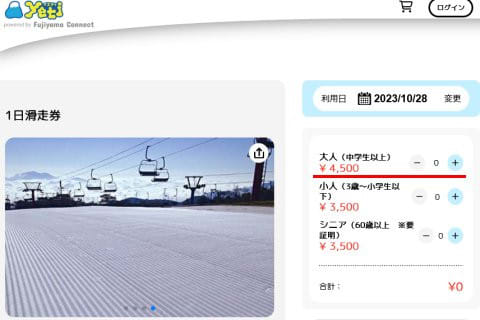 Yeti
powered by Fujiyama Connect
ログイン
1日滑走券
利用日 2023/10/28 変更
大人（中学生以上）
¥ 4,500
− 0 +
小人（3歳〜小学生以
下）
¥ 3,500
− 0 +
シニア（60歳以上 ※要
証明）
¥ 3,500
− 0 +
合計： ¥0